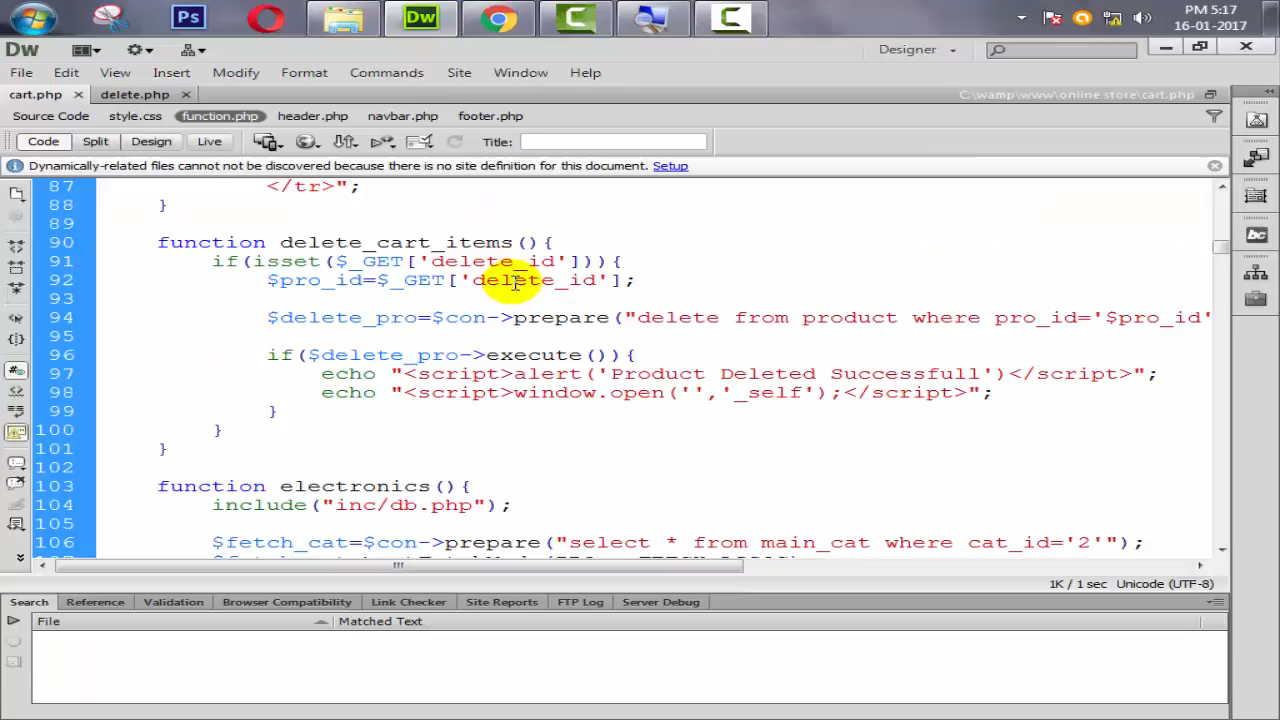 PM 5:17
16-01-2017
Ps
Dw
Dw
Designer
File Edit View Insert Modify Format Commands Site Window Help
cart.php delete.php C:\wamp\www\online store\cart.php
Source Code style.css function.php header.php navbar.php footer.php
Code Split Design Live Title:
Dynamically-related files cannot not be discovered because there is no site definition for this document. Setup
87 </tr>";
88 }
89
90 function delete_cart_items(){
91 if(isset($_GET['delete_id'])){
92 $pro_id=$_GET['delete_id'];
93
94 $delete_pro=$con->prepare("delete from product where pro_id='$pro_id'
95
96 if($delete_pro->execute()){
97 echo "<script>alert('Product Deleted Successfull')</script>";
98 echo "<script>window.open('','_self');</script>";
99 }
100 }
101 }
102
103 function electronics(){
104 include("inc/db.php");
105
106 $fetch_cat=$con->prepare("select * from main_cat where cat_id='2'");
1K / 1 sec Unicode (UTF-8)
Search Reference Validation Browser Compatibility Link Checker Site Reports FTP Log Server Debug
File Matched Text